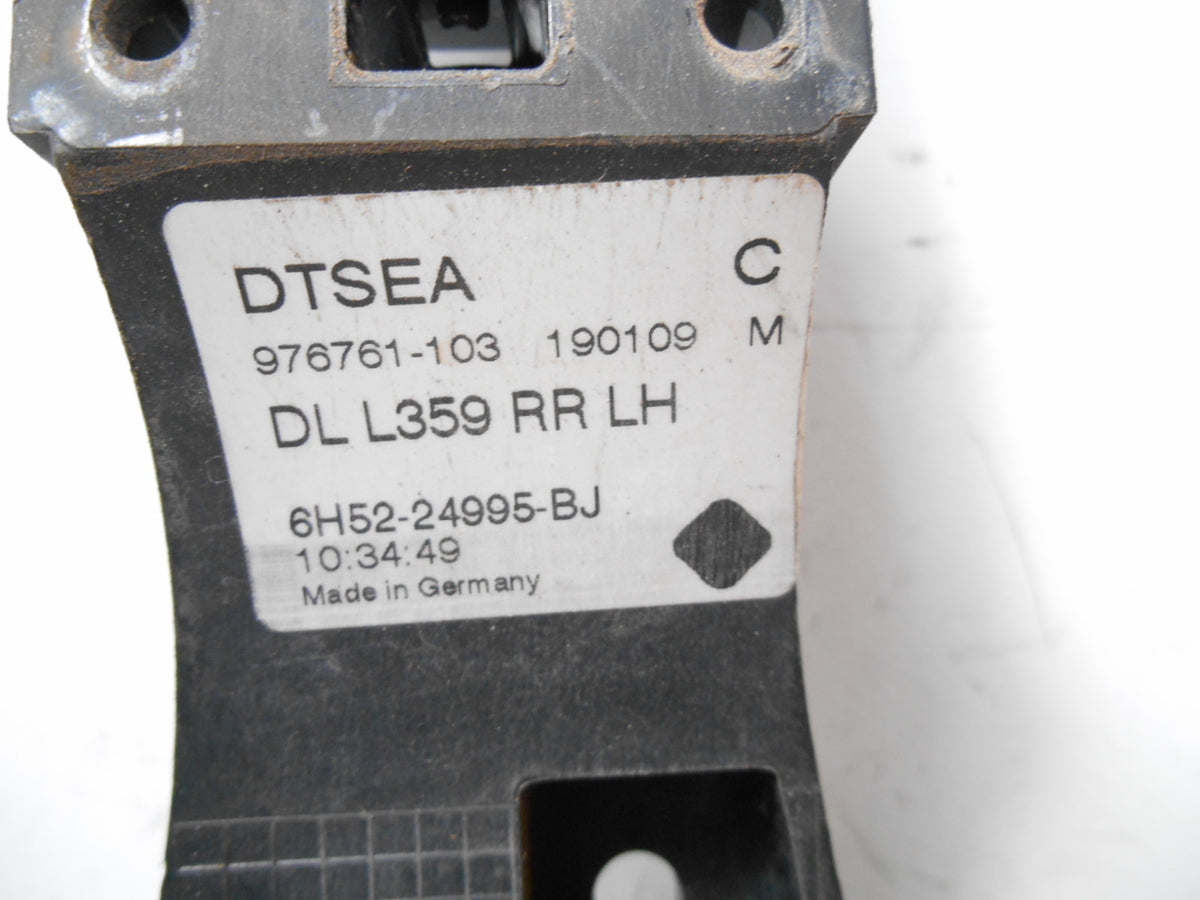 DTSEA C
976761-103 190109 M
DL L359 RR LH
6H52-24995-BJ
10:34:49
Made in Germany